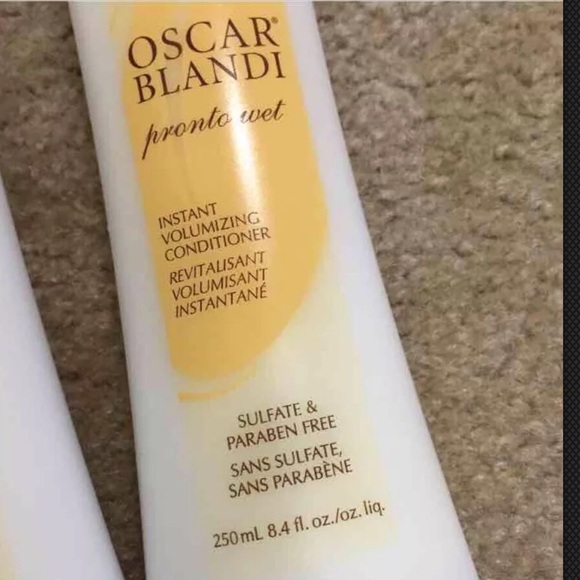 OSCAR®
BLANDI
pronto wet
INSTANT
VOLUMIZING
CONDITIONER
REVITALISANT
VOLUMISANT
INSTANTANÉ
SULFATE &
PARABEN FREE
SANS SULFATE,
SANS PARABÈNE
250mL 8.4 fl. oz./oz. liq.